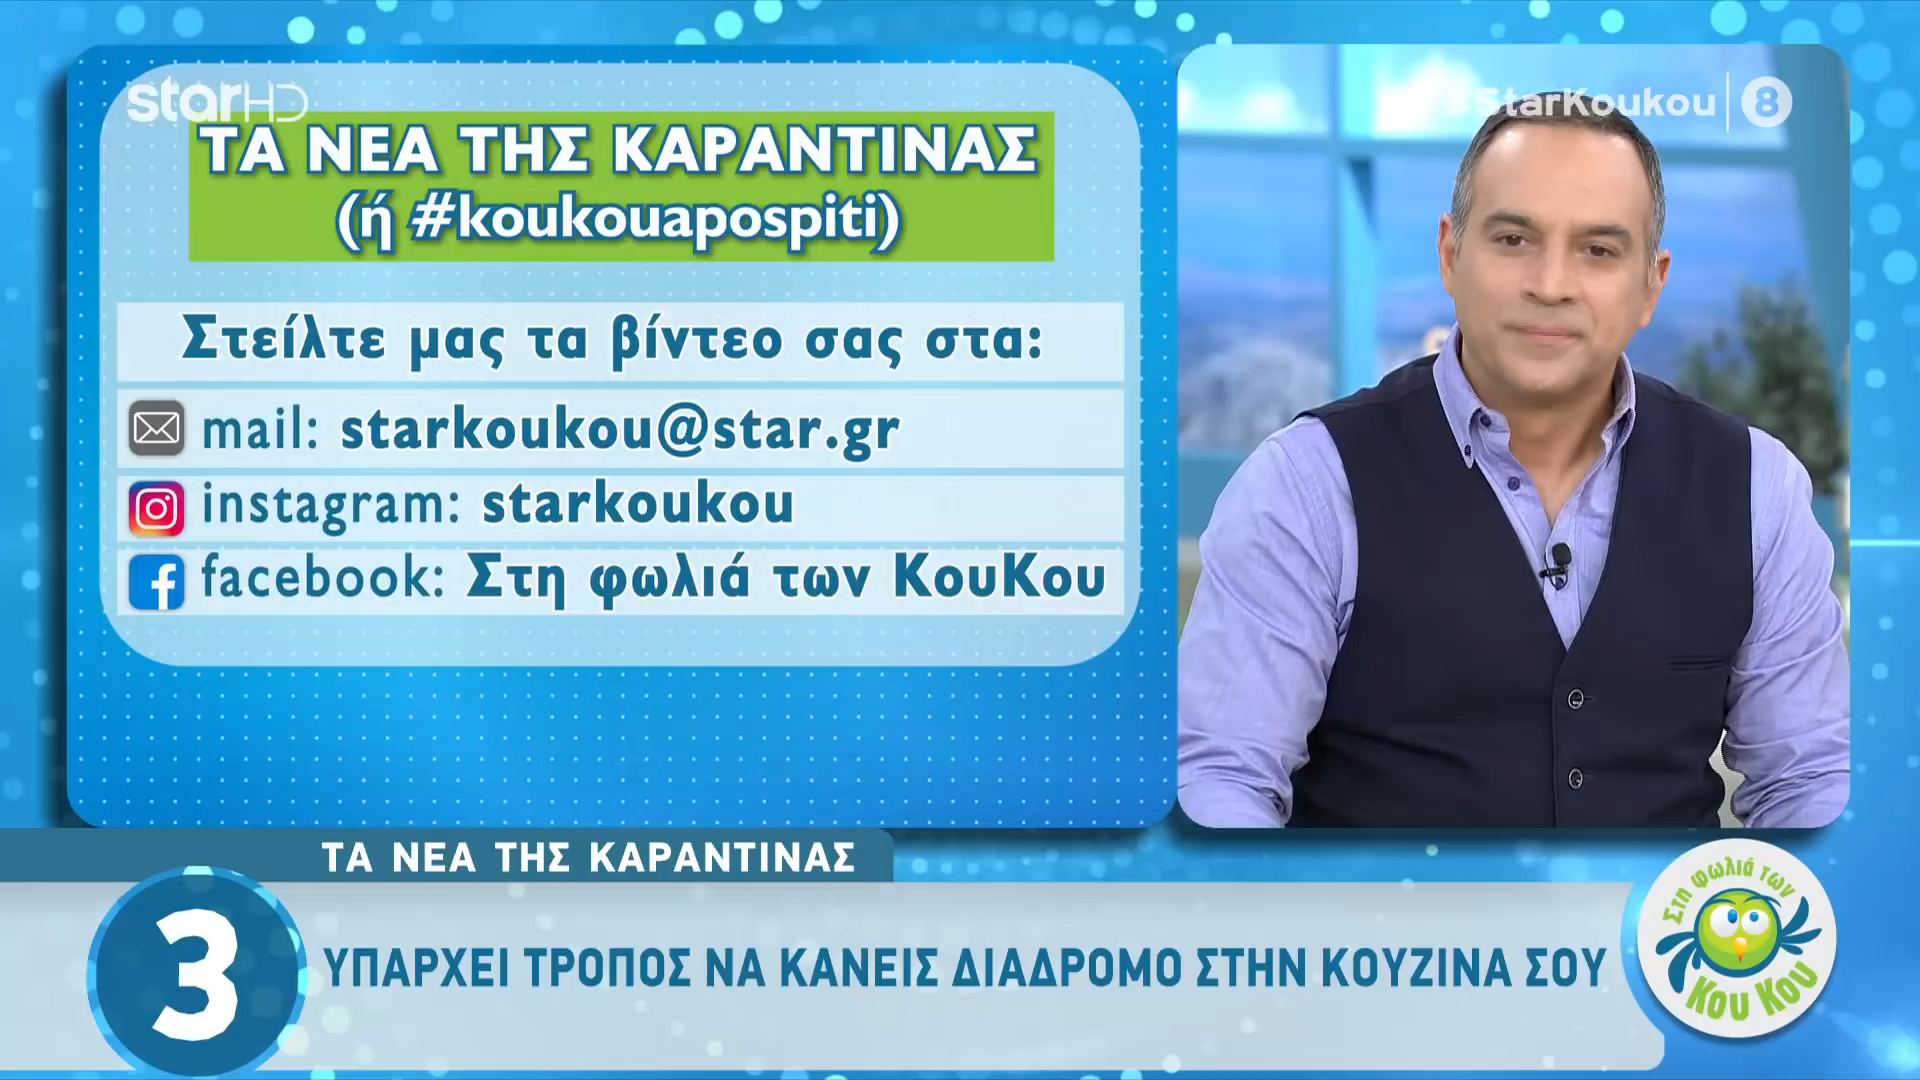 star HD
#StarKoukou 8
ΤΑ ΝΕΑ ΤΗΣ ΚΑΡΑΝΤΙΝΑΣ
(ή #koukouapospiti)
Στείλτε μας τα βίντεο σας στα:
mail: starkoukou@star.gr
instagram: starkoukou
facebook: Στη φωλιά των ΚουΚου
ΤΑ ΝΕΑ ΤΗΣ ΚΑΡΑΝΤΙΝΑΣ
3
ΥΠΑΡΧΕΙ ΤΡΟΠΟΣ ΝΑ ΚΑΝΕΙΣ ΔΙΑΔΡΟΜΟ ΣΤΗΝ ΚΟΥΖΙΝΑ ΣΟΥ
Στη φωλιά των
Κου Κου